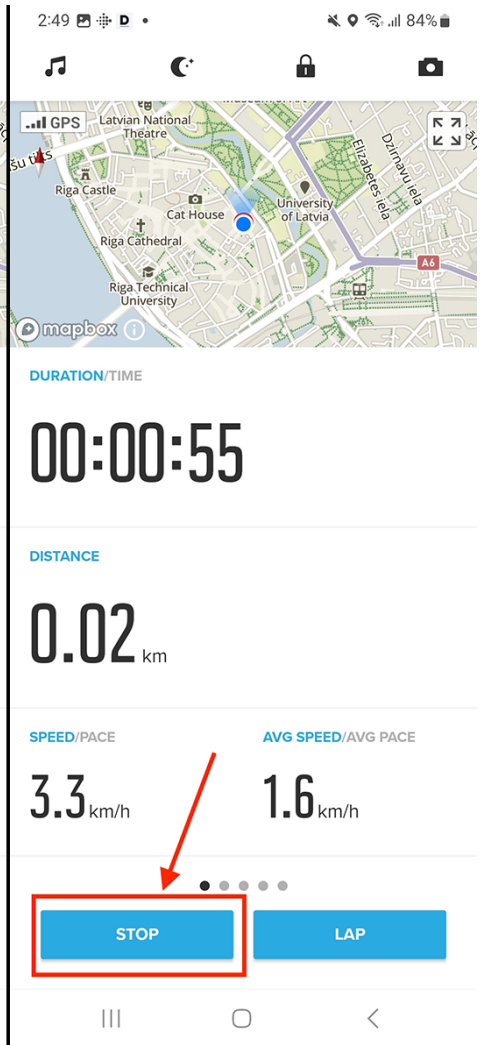 2:49 D 84%
GPS
Latvian National
Theatre
Riga Castle
Cat House
University
of Latvia
Elizabetes iela
Dzirnavu iela
Riga Cathedral
A6
Riga Technical
University
mapbox
DURATION/TIME
00:00:55
DISTANCE
0.02 km
SPEED/PACE AVG SPEED/AVG PACE
3.3 km/h 1.6 km/h
STOP LAP